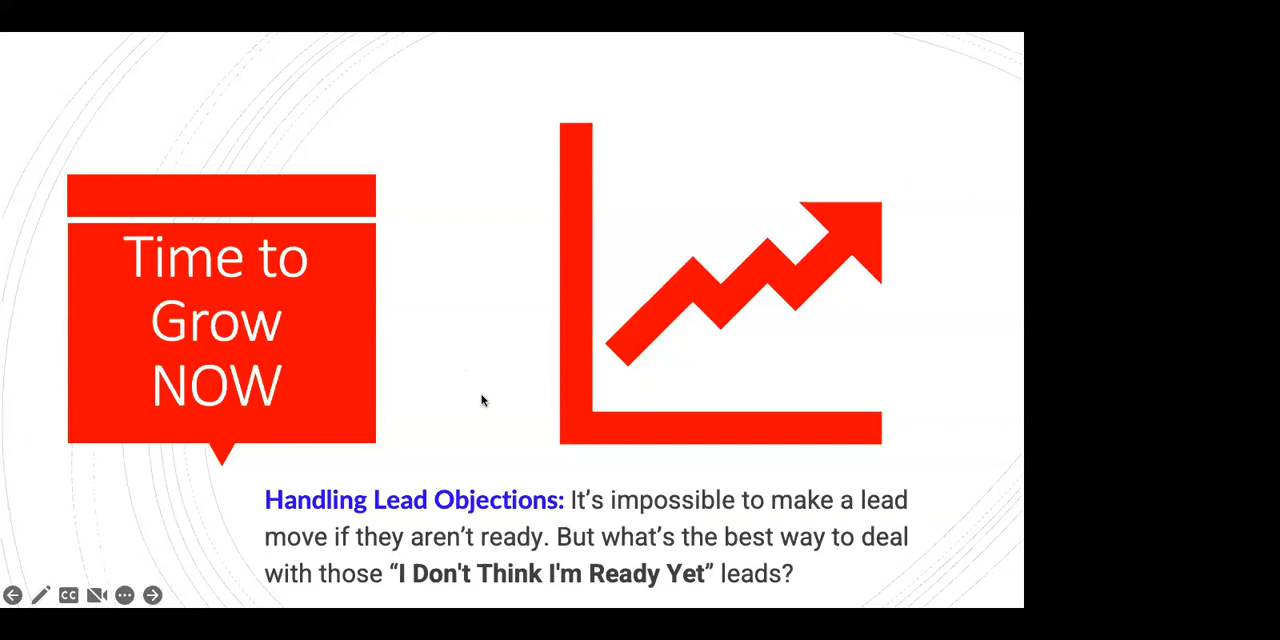 Time to
Grow
NOW
Handling Lead Objections: It’s impossible to make a lead
move if they aren’t ready. But what’s the best way to deal
with those “I Don't Think I'm Ready Yet” leads?
CC